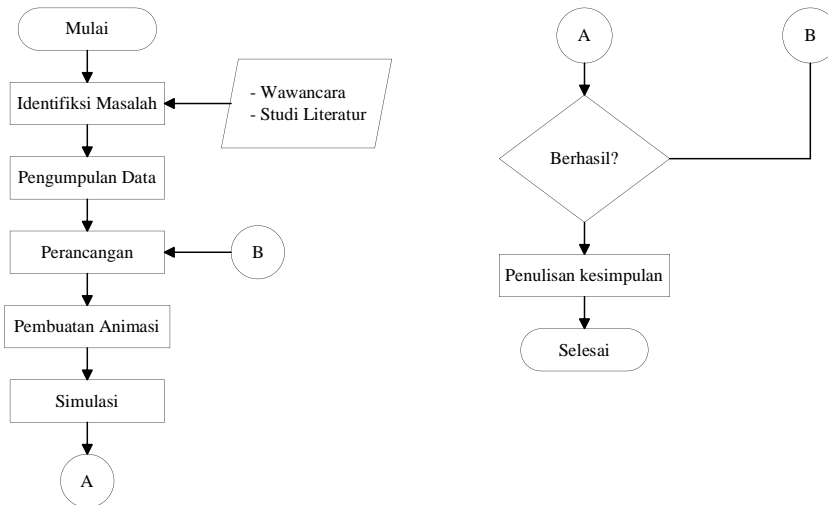 Mulai
Identifiksi Masalah
- Wawancara
- Studi Literatur
Pengumpulan Data
Perancangan
B
Pembuatan Animasi
Simulasi
A
A
B
Berhasil?
Penulisan kesimpulan
Selesai